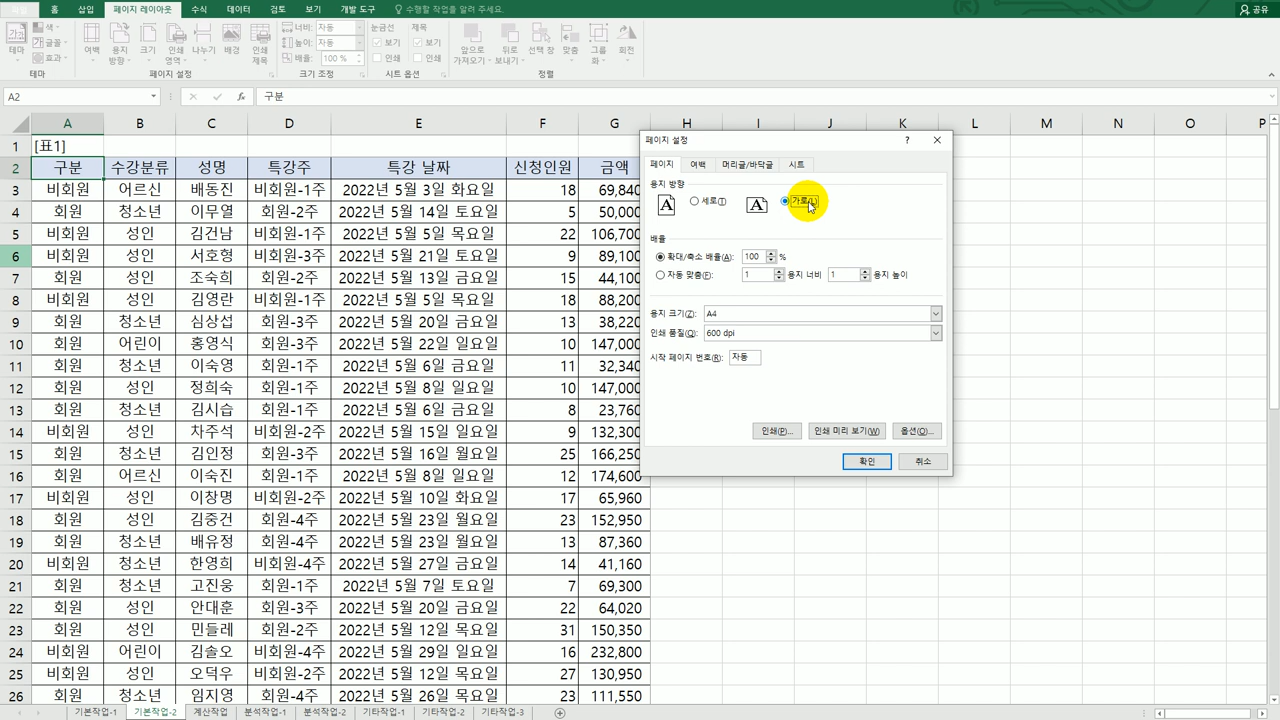 홈 삽입 페이지 레이아웃 수식 데이터 검토 보기 개발 도구 수행할 작업을 알려 주세요. 공유
가 색 글꼴 효과 테마 테마
여백 용지 방향 크기 인쇄 영역 나누기 배경 인쇄 제목 페이지 설정
너비: 자동 높이: 자동 배율: 100 % 크기 조정
눈금선 제목 보기 보기 인쇄 인쇄 시트 옵션
앞으로 가져오기 뒤로 보내기 선택 창 맞춤 그룹화 회전 정렬
A2 fx 구분
A B C D E F G H I J K L M N O P
1 [표1]
2 구분 수강분류 성명 특강주 특강 날짜 신청인원 금액
3 비회원 어르신 배동진 비회원-1주 2022년 5월 3일 화요일 18 69,840
4 회원 청소년 이무열 회원-2주 2022년 5월 14일 토요일 5 50,000
5 비회원 성인 김건남 비회원-1주 2022년 5월 5일 목요일 22 106,700
6 비회원 성인 서호형 비회원-3주 2022년 5월 21일 토요일 9 89,100
7 회원 성인 조숙희 회원-2주 2022년 5월 13일 금요일 15 44,100
8 비회원 성인 김영란 비회원-1주 2022년 5월 5일 목요일 18 88,200
9 회원 청소년 심상섭 회원-3주 2022년 5월 20일 금요일 13 38,220
10 회원 어린이 홍영식 회원-3주 2022년 5월 22일 일요일 10 147,000
11 회원 청소년 이숙영 회원-1주 2022년 5월 6일 금요일 11 32,340
12 회원 성인 정희숙 회원-1주 2022년 5월 8일 일요일 10 147,000
13 회원 청소년 김시습 회원-1주 2022년 5월 6일 금요일 8 23,760
14 비회원 성인 차주석 비회원-2주 2022년 5월 15일 일요일 9 132,300
15 회원 청소년 김인정 회원-3주 2022년 5월 16일 월요일 25 166,250
16 회원 어르신 이숙진 회원-1주 2022년 5월 8일 일요일 12 174,600
17 비회원 성인 이창명 비회원-2주 2022년 5월 10일 화요일 17 65,960
18 회원 성인 김중건 회원-4주 2022년 5월 23일 월요일 23 152,950
19 회원 청소년 배유정 회원-4주 2022년 5월 23일 월요일 13 87,360
20 비회원 청소년 한영희 비회원-4주 2022년 5월 27일 금요일 14 41,160
21 회원 청소년 고진웅 회원-1주 2022년 5월 7일 토요일 7 69,300
22 회원 성인 안대훈 회원-3주 2022년 5월 20일 금요일 22 64,020
23 회원 성인 민들레 회원-2주 2022년 5월 12일 목요일 31 150,350
24 비회원 어린이 김솔오 비회원-4주 2022년 5월 29일 일요일 16 232,800
25 비회원 성인 오덕우 비회원-2주 2022년 5월 12일 목요일 27 130,950
26 회원 청소년 임지영 회원-4주 2022년 5월 26일 목요일 23 111,550
페이지 설정 ? ×
페이지 여백 머리글/바닥글 시트
용지 방향
A 세로(T) A 가로(L)
배율
확대/축소 배율(A): 100 %
자동 맞춤(F): 1 용지 너비 1 용지 높이
용지 크기(Z): A4
인쇄 품질(Q): 600 dpi
시작 페이지 번호(R): 자동
인쇄(P)... 인쇄 미리 보기(W) 옵션(O)...
확인 취소
기본작업-1 기본작업-2 계산작업 분석작업-1 분석작업-2 기타작업-1 기타작업-2 기타작업-3